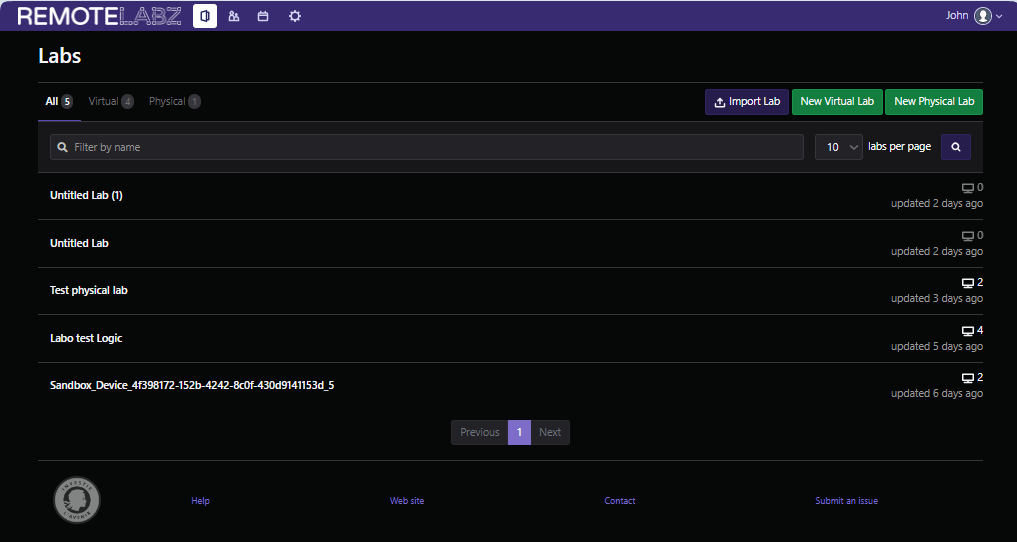 REMOTELABZ
John
Labs
All 5 Virtual 4 Physical 1
Import Lab New Virtual Lab New Physical Lab
Filter by name 10 labs per page
Untitled Lab (1) 0
updated 2 days ago
Untitled Lab 0
updated 2 days ago
Test physical lab 2
updated 3 days ago
Labo test Logic 4
updated 5 days ago
Sandbox_Device_4f398172-152b-4242-8c0f-430d9141153d_5 2
updated 6 days ago
Previous 1 Next
INVESTIR
L'AVENIR
Help Web site Contact Submit an issue